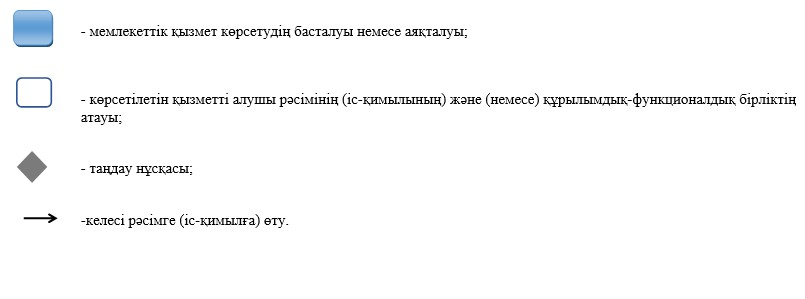 - мемлекеттік қызмет көрсетудің басталуы немесе аяқталуы;
- көрсетілетін қызметті алушы рәсімінің (іс-қимылының) және (немесе) құрылымдық-функционалдық бірліктің
атауы;
- таңдау нұсқасы;
-келесі рәсімге (іс-қимылға) өту.